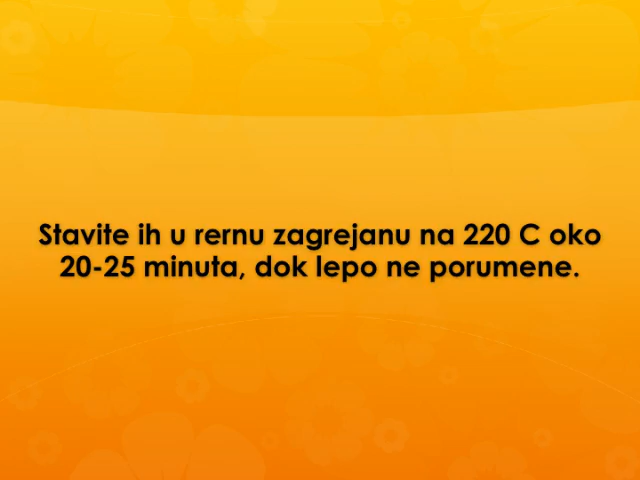 Stavite ih u rernu zagrejanu na 220 C oko
20-25 minuta, dok lepo ne porumene.